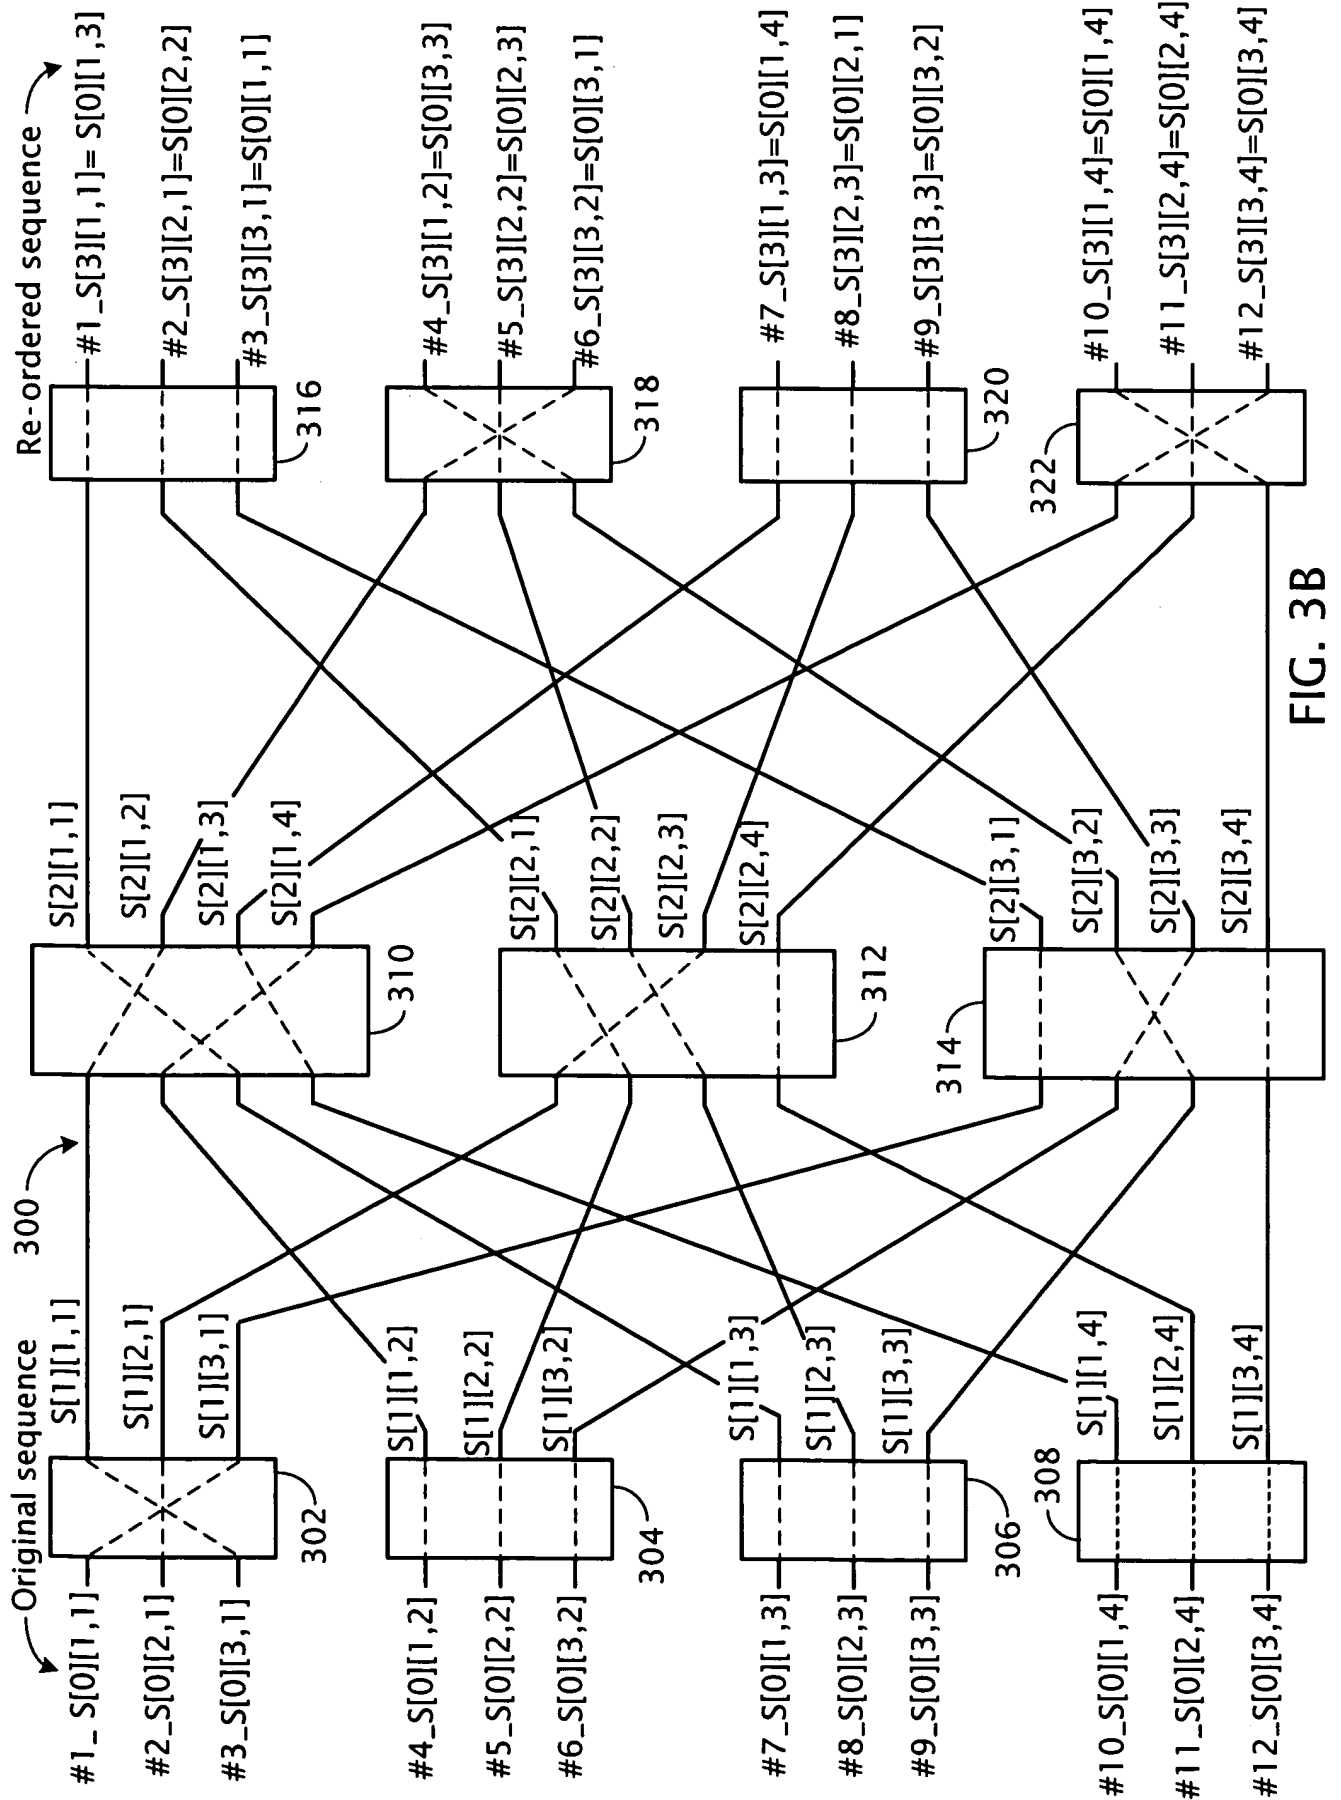 Original sequence
Re-ordered sequence
300
#1_ S[0][1,1]
#2_S[0][2,1]
#3_S[0][3,1]
302
#4_S[0][1,2]
#5_S[0][2,2]
#6_S[0][3,2]
304
#7_S[0][1,3]
#8_S[0][2,3]
#9_S[0][3,3]
306
308
#10_S[0][1,4]
#11_S[0][2,4]
#12_S[0][3,4]
S[1][1,1]
S[1][2,1]
S[1][3,1]
S[1][1,2]
S[1][2,2]
S[1][3,2]
S[1][1,3]
S[1][2,3]
S[1][3,3]
S[1][1,4]
S[1][2,4]
S[1][3,4]
310
312
314
S[2][1,1]
S[2][1,2]
S[2][1,3]
S[2][1,4]
S[2][2,1]
S[2][2,2]
S[2][2,3]
S[2][2,4]
S[2][3,1]
S[2][3,2]
S[2][3,3]
S[2][3,4]
316
318
320
322
#1_S[3][1,1]= S[0][1,3]
#2_S[3][2,1]=S[0][2,2]
#3_S[3][3,1]=S[0][1,1]
#4_S[3][1,2]=S[0][3,3]
#5_S[3][2,2]=S[0][2,3]
#6_S[3][3,2]=S[0][3,1]
#7_S[3][1,3]=S[0][1,4]
#8_S[3][2,3]=S[0][2,1]
#9_S[3][3,3]=S[0][3,2]
#10_S[3][1,4]=S[0][1,4]
#11_S[3][2,4]=S[0][2,4]
#12_S[3][3,4]=S[0][3,4]
FIG. 3B